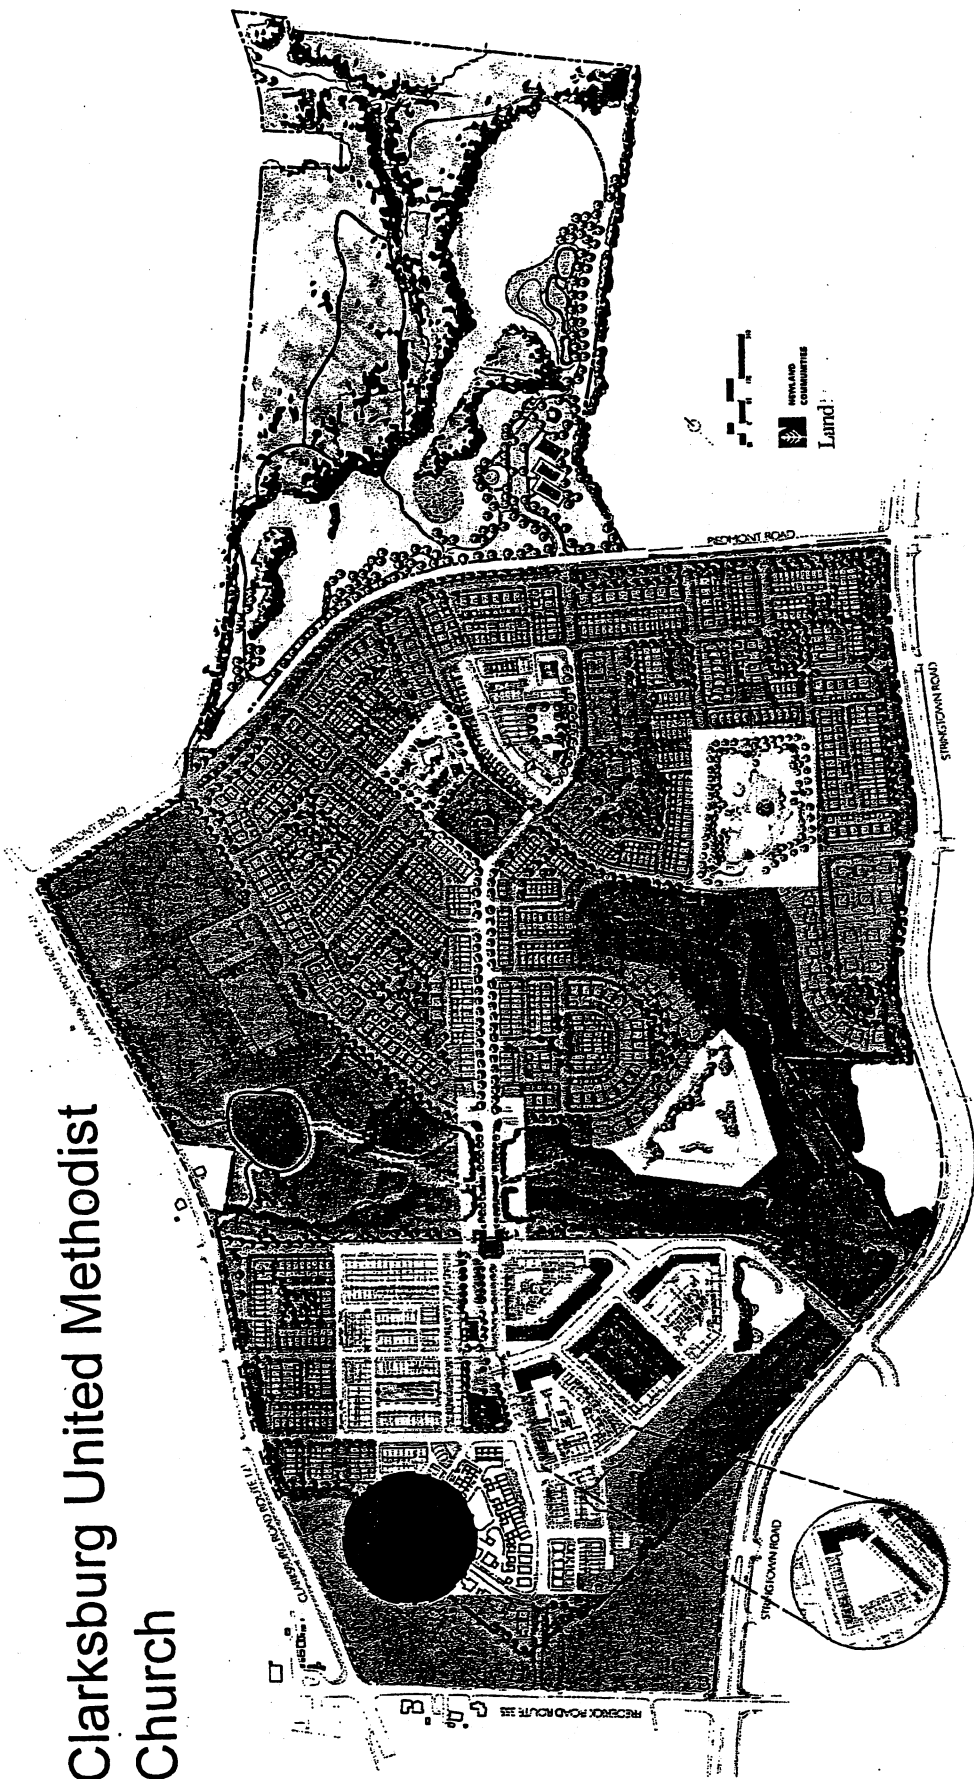 Clarksburg United Methodist
Church
PIEDMONT ROAD
STRINGTOWN ROAD
NEWLAND
COMMUNITIES
Land
STRINGTOWN ROAD
FREDERICK ROAD ROUTE 355